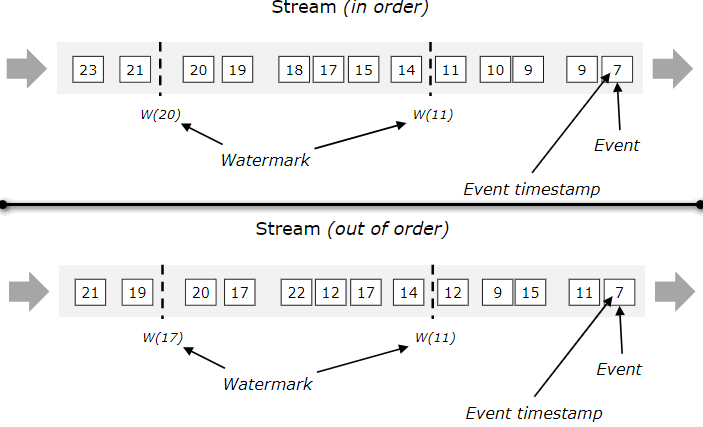 Stream (in order)
23 21 20 19 18 17 15 14 11 10 9 9 7
W(20) W(11)
Watermark
Event
Event timestamp
Stream (out of order)
21 19 20 17 22 12 17 14 12 9 15 11 7
W(17) W(11)
Watermark
Event
Event timestamp